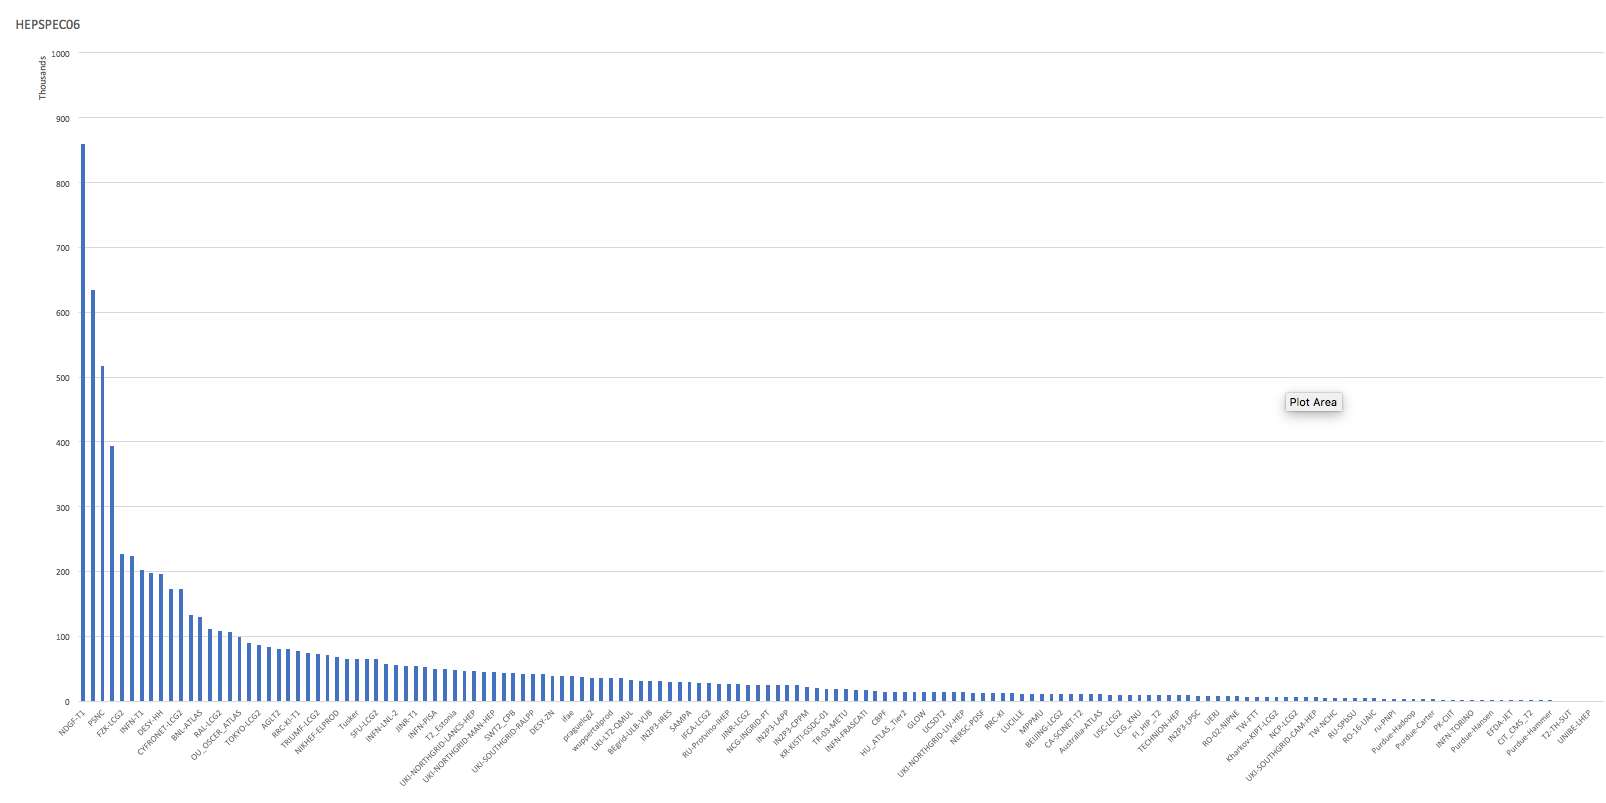 HEPSPEC06
Thousands
1000
900
800
700
600
500
400
300
200
100
0
Plot Area
NDGF-T1
PSNC
FZK-LCG2
INFN-T1
DESY-HH
CYFRONET-LCG2
BNL-ATLAS
RAL-LCG2
OU_OSCER_ATLAS
TOKYO-LCG2
AGLT2
RRC-KI-T1
TRIUMF-LCG2
NIKHEF-ELPROD
Tusker
SFU-LCG2
INFN-LNL-2
JINR-T1
INFN-PISA
T2_Estonia
UKI-NORTHGRID-LANCS-HEP
UKI-NORTHGRID-MAN-HEP
SWT2_CPB
UKI-SOUTHGRID-RALPP
DESY-ZN
ifae
praguelcg2
wuppertalprod
UKI-LT2-QMUL
BEgrid-ULB-VUB
IN2P3-IRES
SAMPA
IFCA-LCG2
RU-Protvino-IHEP
JINR-LCG2
NCG-INGRID-PT
IN2P3-LAPP
IN2P3-CPPM
KR-KISTI-GSDC-01
TR-03-METU
INFN-FRASCATI
CBPF
HU_ATLAS_Tier2
GLOW
UCSDT2
UKI-NORTHGRID-LIV-HEP
NERSC-PDSF
RRC-KI
LUCILLE
MPPMU
BEIJING-LCG2
CA-SCINET-T2
Australia-ATLAS
USC-LCG2
LCG_KNU
FI_HIP_T2
TECHNION-HEP
IN2P3-LPSC
UERJ
RO-02-NIPNE
TW-FTT
Kharkov-KIPT-LCG2
NCP-LCG2
UKI-SOUTHGRID-CAM-HEP
TW-NCHC
RU-SPbSU
RO-16-UAIC
ru-PNPI
Purdue-Hadoop
Purdue-Carter
PK-CIIT
INFN-TORINO
Purdue-Hansen
EFDA-JET
CIT_CMS_T2
Purdue-Hammer
T2-TH-SUT
UNIBE-LHEP